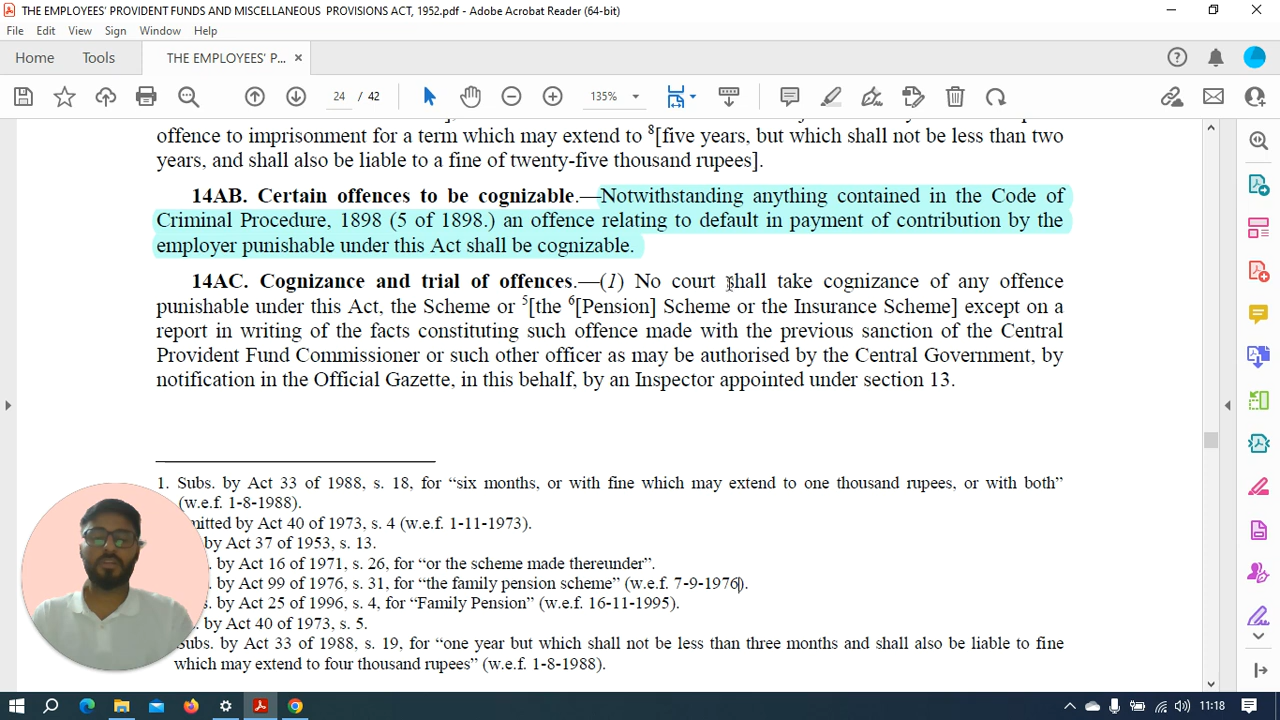 THE EMPLOYEES' PROVIDENT FUNDS AND MISCELLANEOUS PROVISIONS ACT, 1952.pdf - Adobe Acrobat Reader (64-bit)
File Edit View Sign Window Help
Home Tools THE EMPLOYEES' P...
24 / 42 135%
offence to imprisonment for a term which may extend to 8[five years, but which shall not be less than two
years, and shall also be liable to a fine of twenty-five thousand rupees].
14AB. Certain offences to be cognizable.—Notwithstanding anything contained in the Code of
Criminal Procedure, 1898 (5 of 1898.) an offence relating to default in payment of contribution by the
employer punishable under this Act shall be cognizable.
14AC. Cognizance and trial of offences.—(1) No court shall take cognizance of any offence
punishable under this Act, the Scheme or 5[the 6[Pension] Scheme or the Insurance Scheme] except on a
report in writing of the facts constituting such offence made with the previous sanction of the Central
Provident Fund Commissioner or such other officer as may be authorised by the Central Government, by
notification in the Official Gazette, in this behalf, by an Inspector appointed under section 13.
1. Subs. by Act 33 of 1988, s. 18, for “six months, or with fine which may extend to one thousand rupees, or with both”
(w.e.f. 1-8-1988).
by Act 40 of 1973, s. 4 (w.e.f. 1-11-1973).
by Act 37 of 1953, s. 13.
by Act 16 of 1971, s. 26, for “or the scheme made thereunder”.
by Act 99 of 1976, s. 31, for “the family pension scheme” (w.e.f. 7-9-1976).
by Act 25 of 1996, s. 4, for “Family Pension” (w.e.f. 16-11-1995).
by Act 40 of 1973, s. 5.
Subs. by Act 33 of 1988, s. 19, for “one year but which shall not be less than three months and shall also be liable to fine
which may extend to four thousand rupees” (w.e.f. 1-8-1988).
11:18